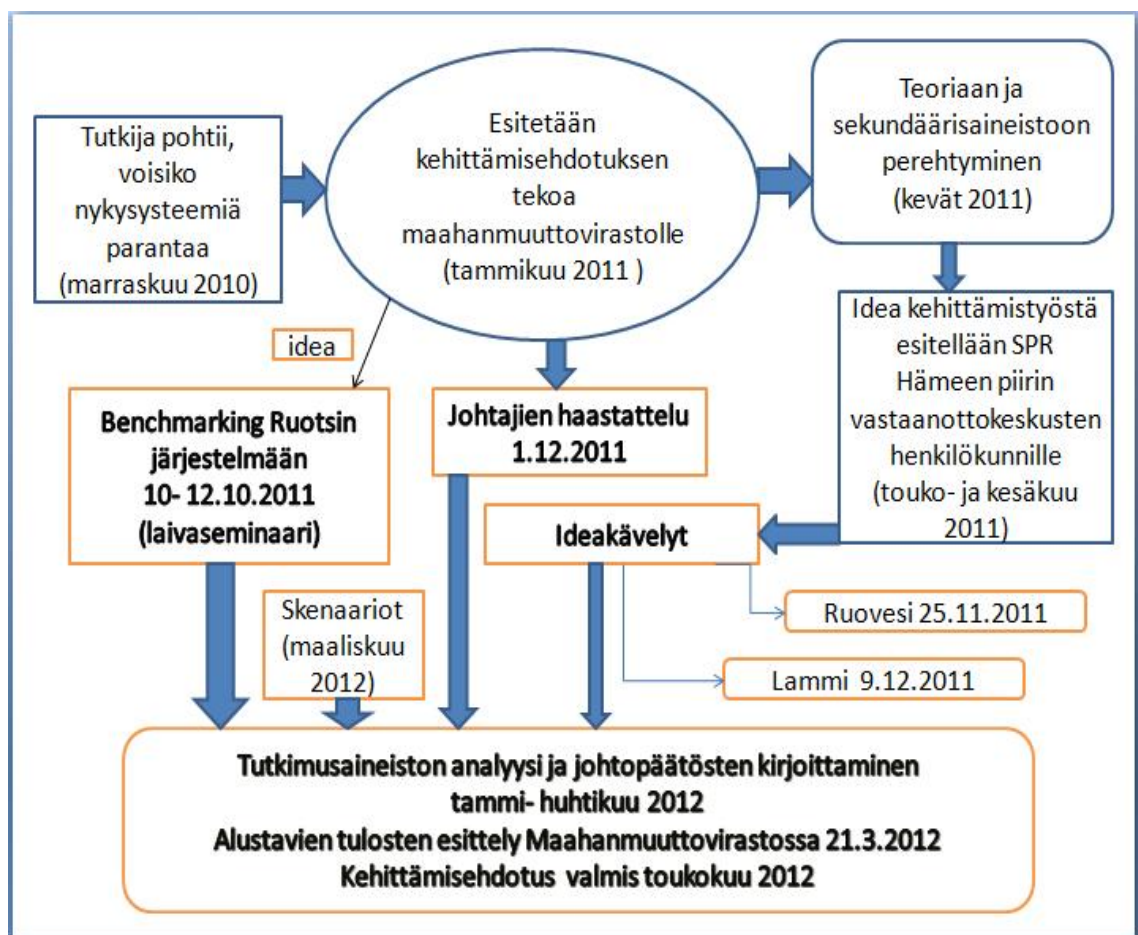 Tutkija pohtii,
voisiko
nykysysteemiä
parantaa
(marraskuu 2010)
Esitetään
kehittämisehdotuksen
tekoa
maahanmuuttovirastolle
(tammikuu 2011 )
Teoriaan ja
sekundäärisaineistoon
perehtyminen
(kevät 2011)
idea
Idea kehittämistyöstä
esitellään SPR
Hämeen piirin
vastaanottokeskusten
henkilökunnille
(touko- ja kesäkuu
2011)
Benchmarking Ruotsin
järjestelmään
10- 12.10.2011
(laivaseminaari)
Johtajien haastattelu
1.12.2011
Ideakävelyt
Skenaariot
(maaliskuu
2012)
Ruovesi 25.11.2011
Lammi  9.12.2011
Tutkimusaineiston analyysi ja johtopäätösten kirjoittaminen
tammi- huhtikuu 2012
Alustavien tulosten esittely Maahanmuuttovirastossa 21.3.2012
Kehittämisehdotus  valmis toukokuu 2012